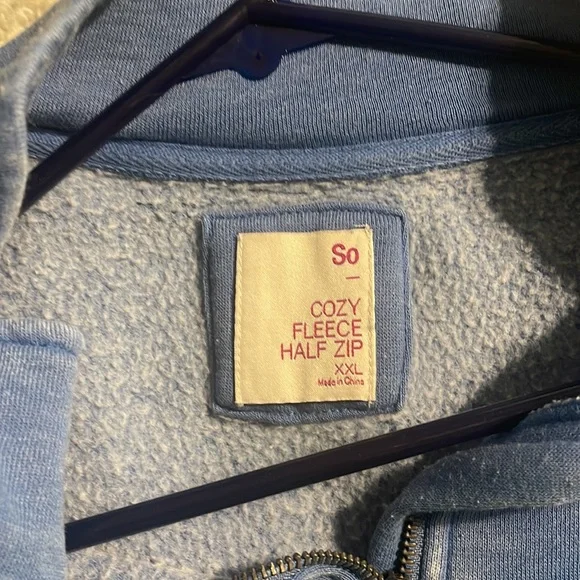 So
—
COZY
FLEECE
HALF ZIP
XXL
Made in China